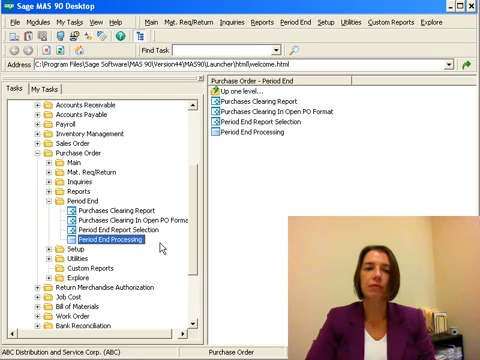 Sage MAS 90 Desktop
File Modules My Tasks View Help Main Mat. Req/Return Inquiries Reports Period End Setup Utilities Custom Reports Explore
Find Task
Address C:\Program Files\Sage Software\MAS 90\Version44\MAS90\Launcher\html\welcome.html
Tasks My Tasks
Accounts Receivable
Accounts Payable
Payroll
Inventory Management
Sales Order
Purchase Order
Main
Mat. Req/Return
Inquiries
Reports
Period End
Purchases Clearing Report
Purchases Clearing In Open PO Forma
Period End Report Selection
Period End Processing
Setup
Utilities
Custom Reports
Explore
Return Merchandise Authorization
Job Cost
Bill of Materials
Work Order
Bank Reconciliation
Purchase Order - Period End
Up one level...
Purchases Clearing Report
Purchases Clearing In Open PO Format
Period End Report Selection
Period End Processing
ABC Distribution and Service Corp. (ABC)
Purchase Order